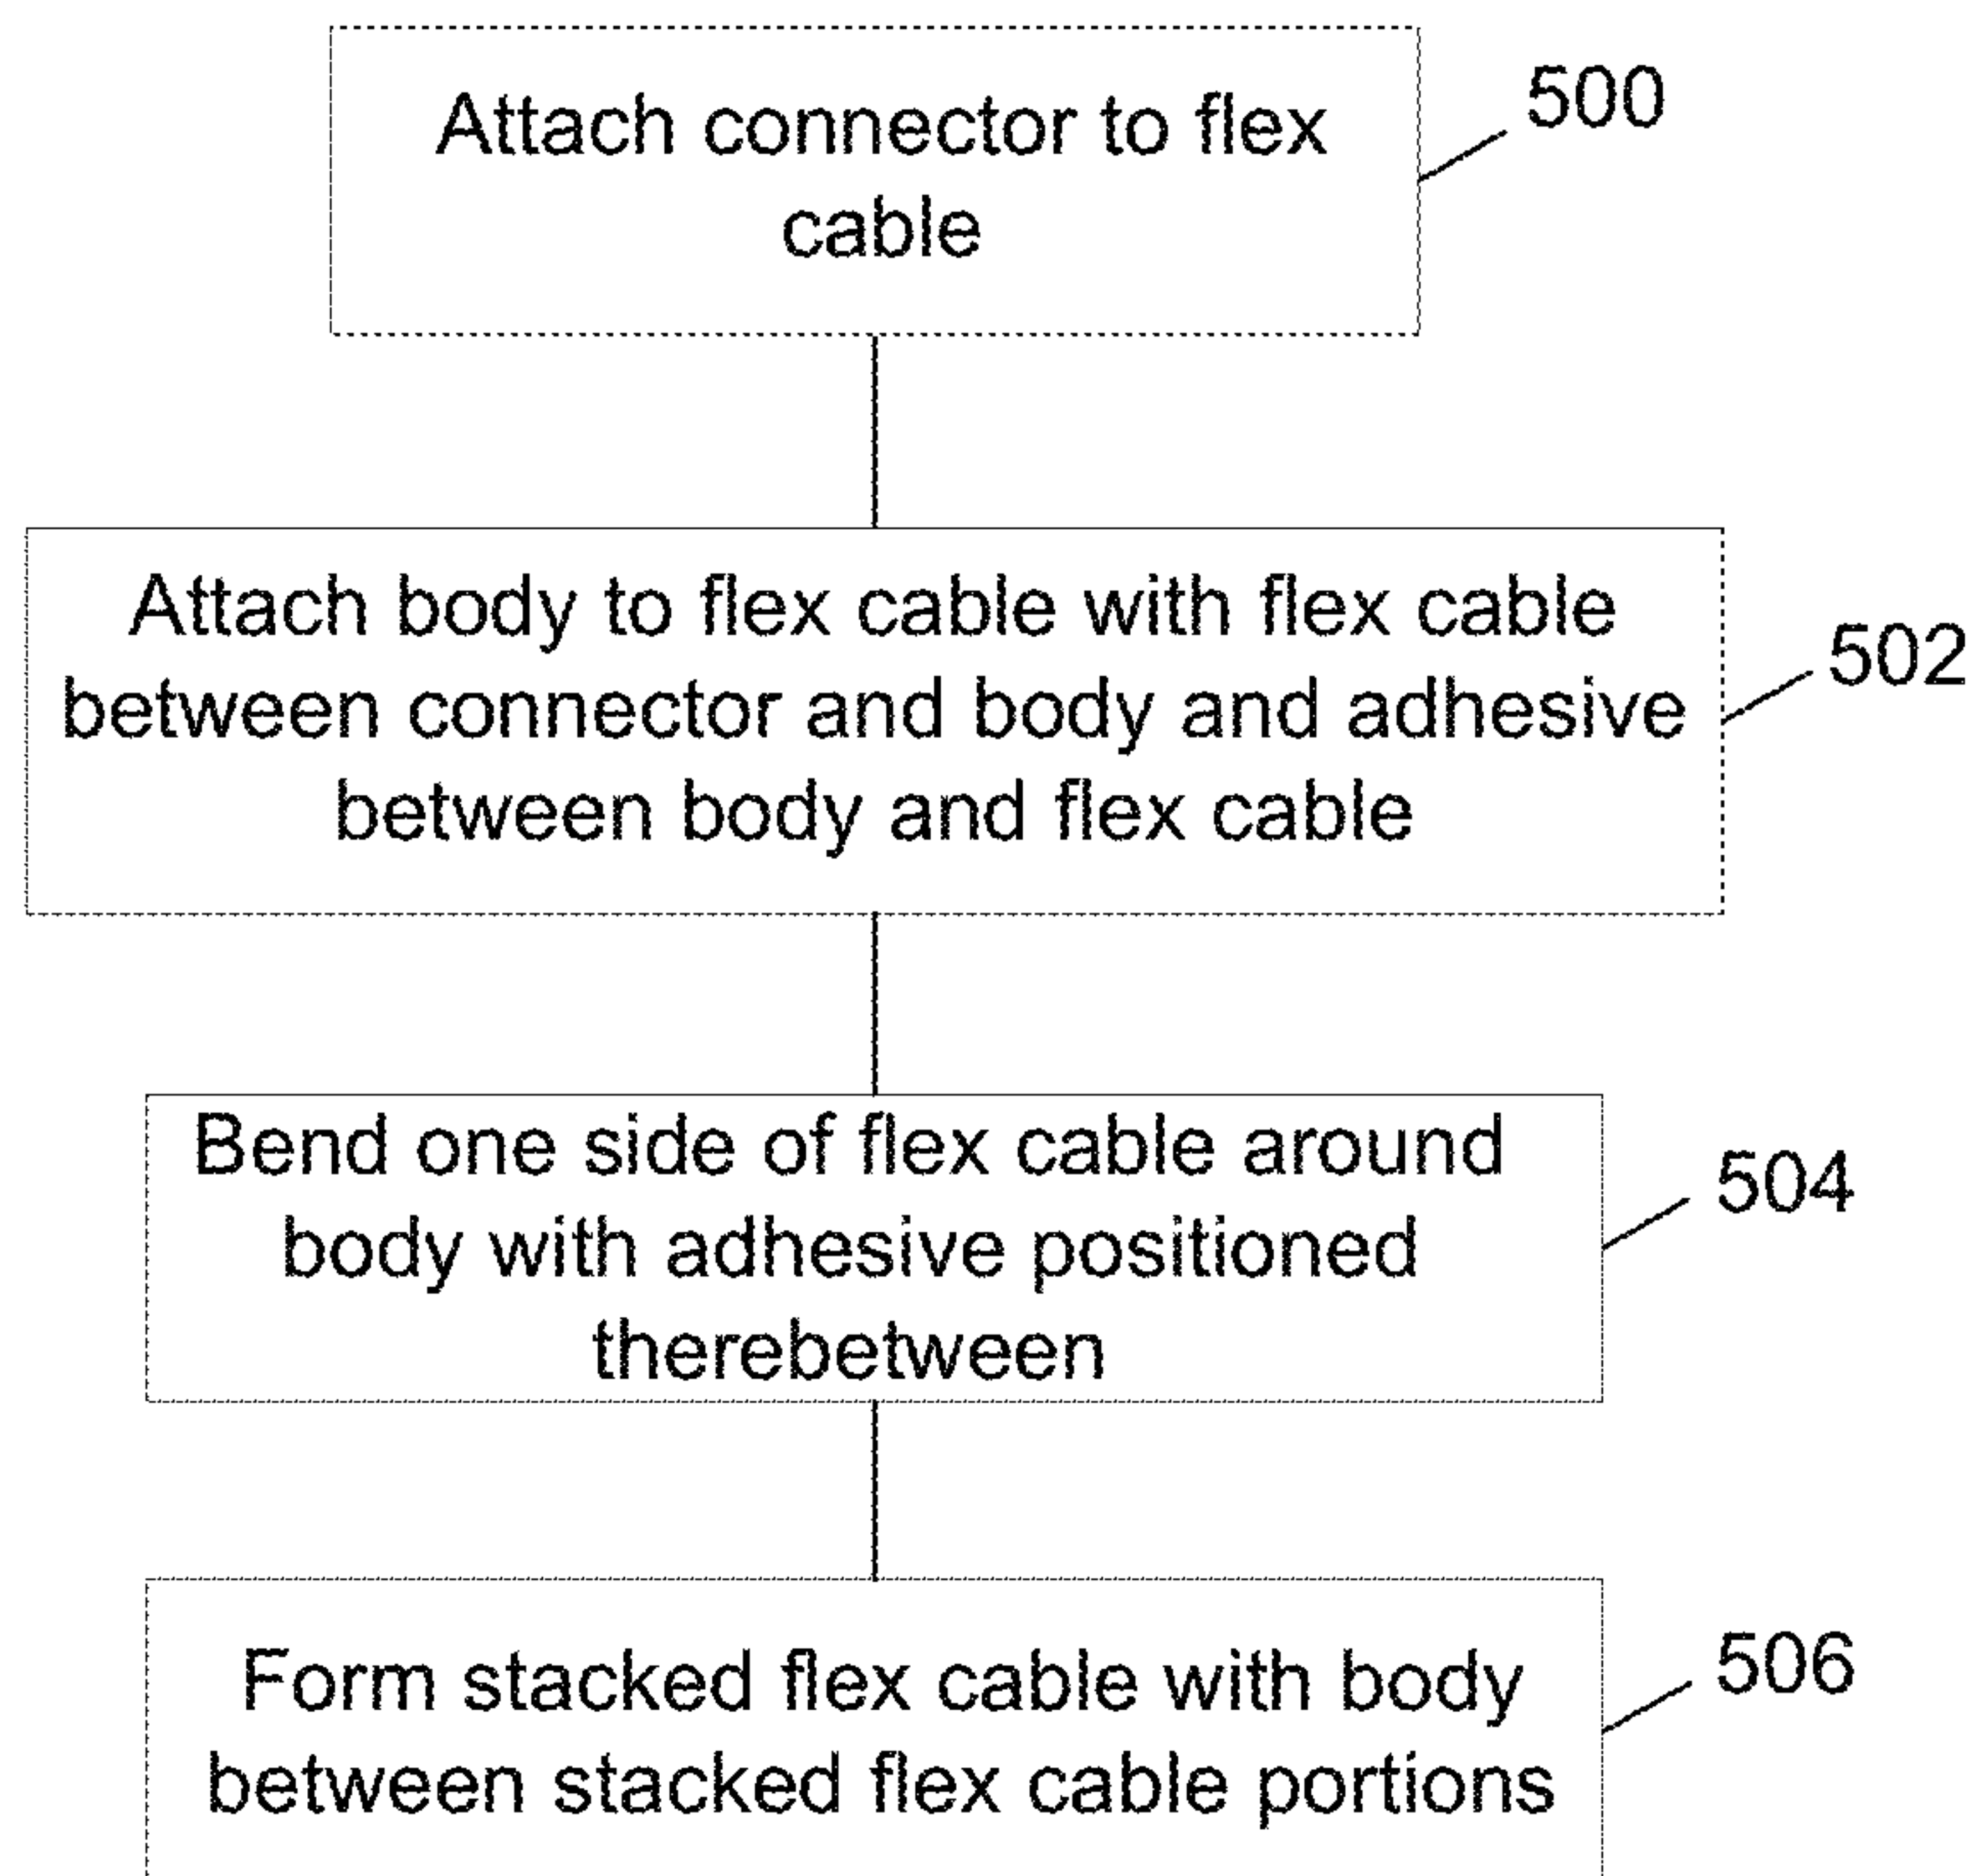 Attach connector to flex
cable
500
Attach body to flex cable with flex cable
between connector and body and adhesive
between body and flex cable
502
Bend one side of flex cable around
body with adhesive positioned
therebetween
504
Form stacked flex cable with body
between stacked flex cable portions
506